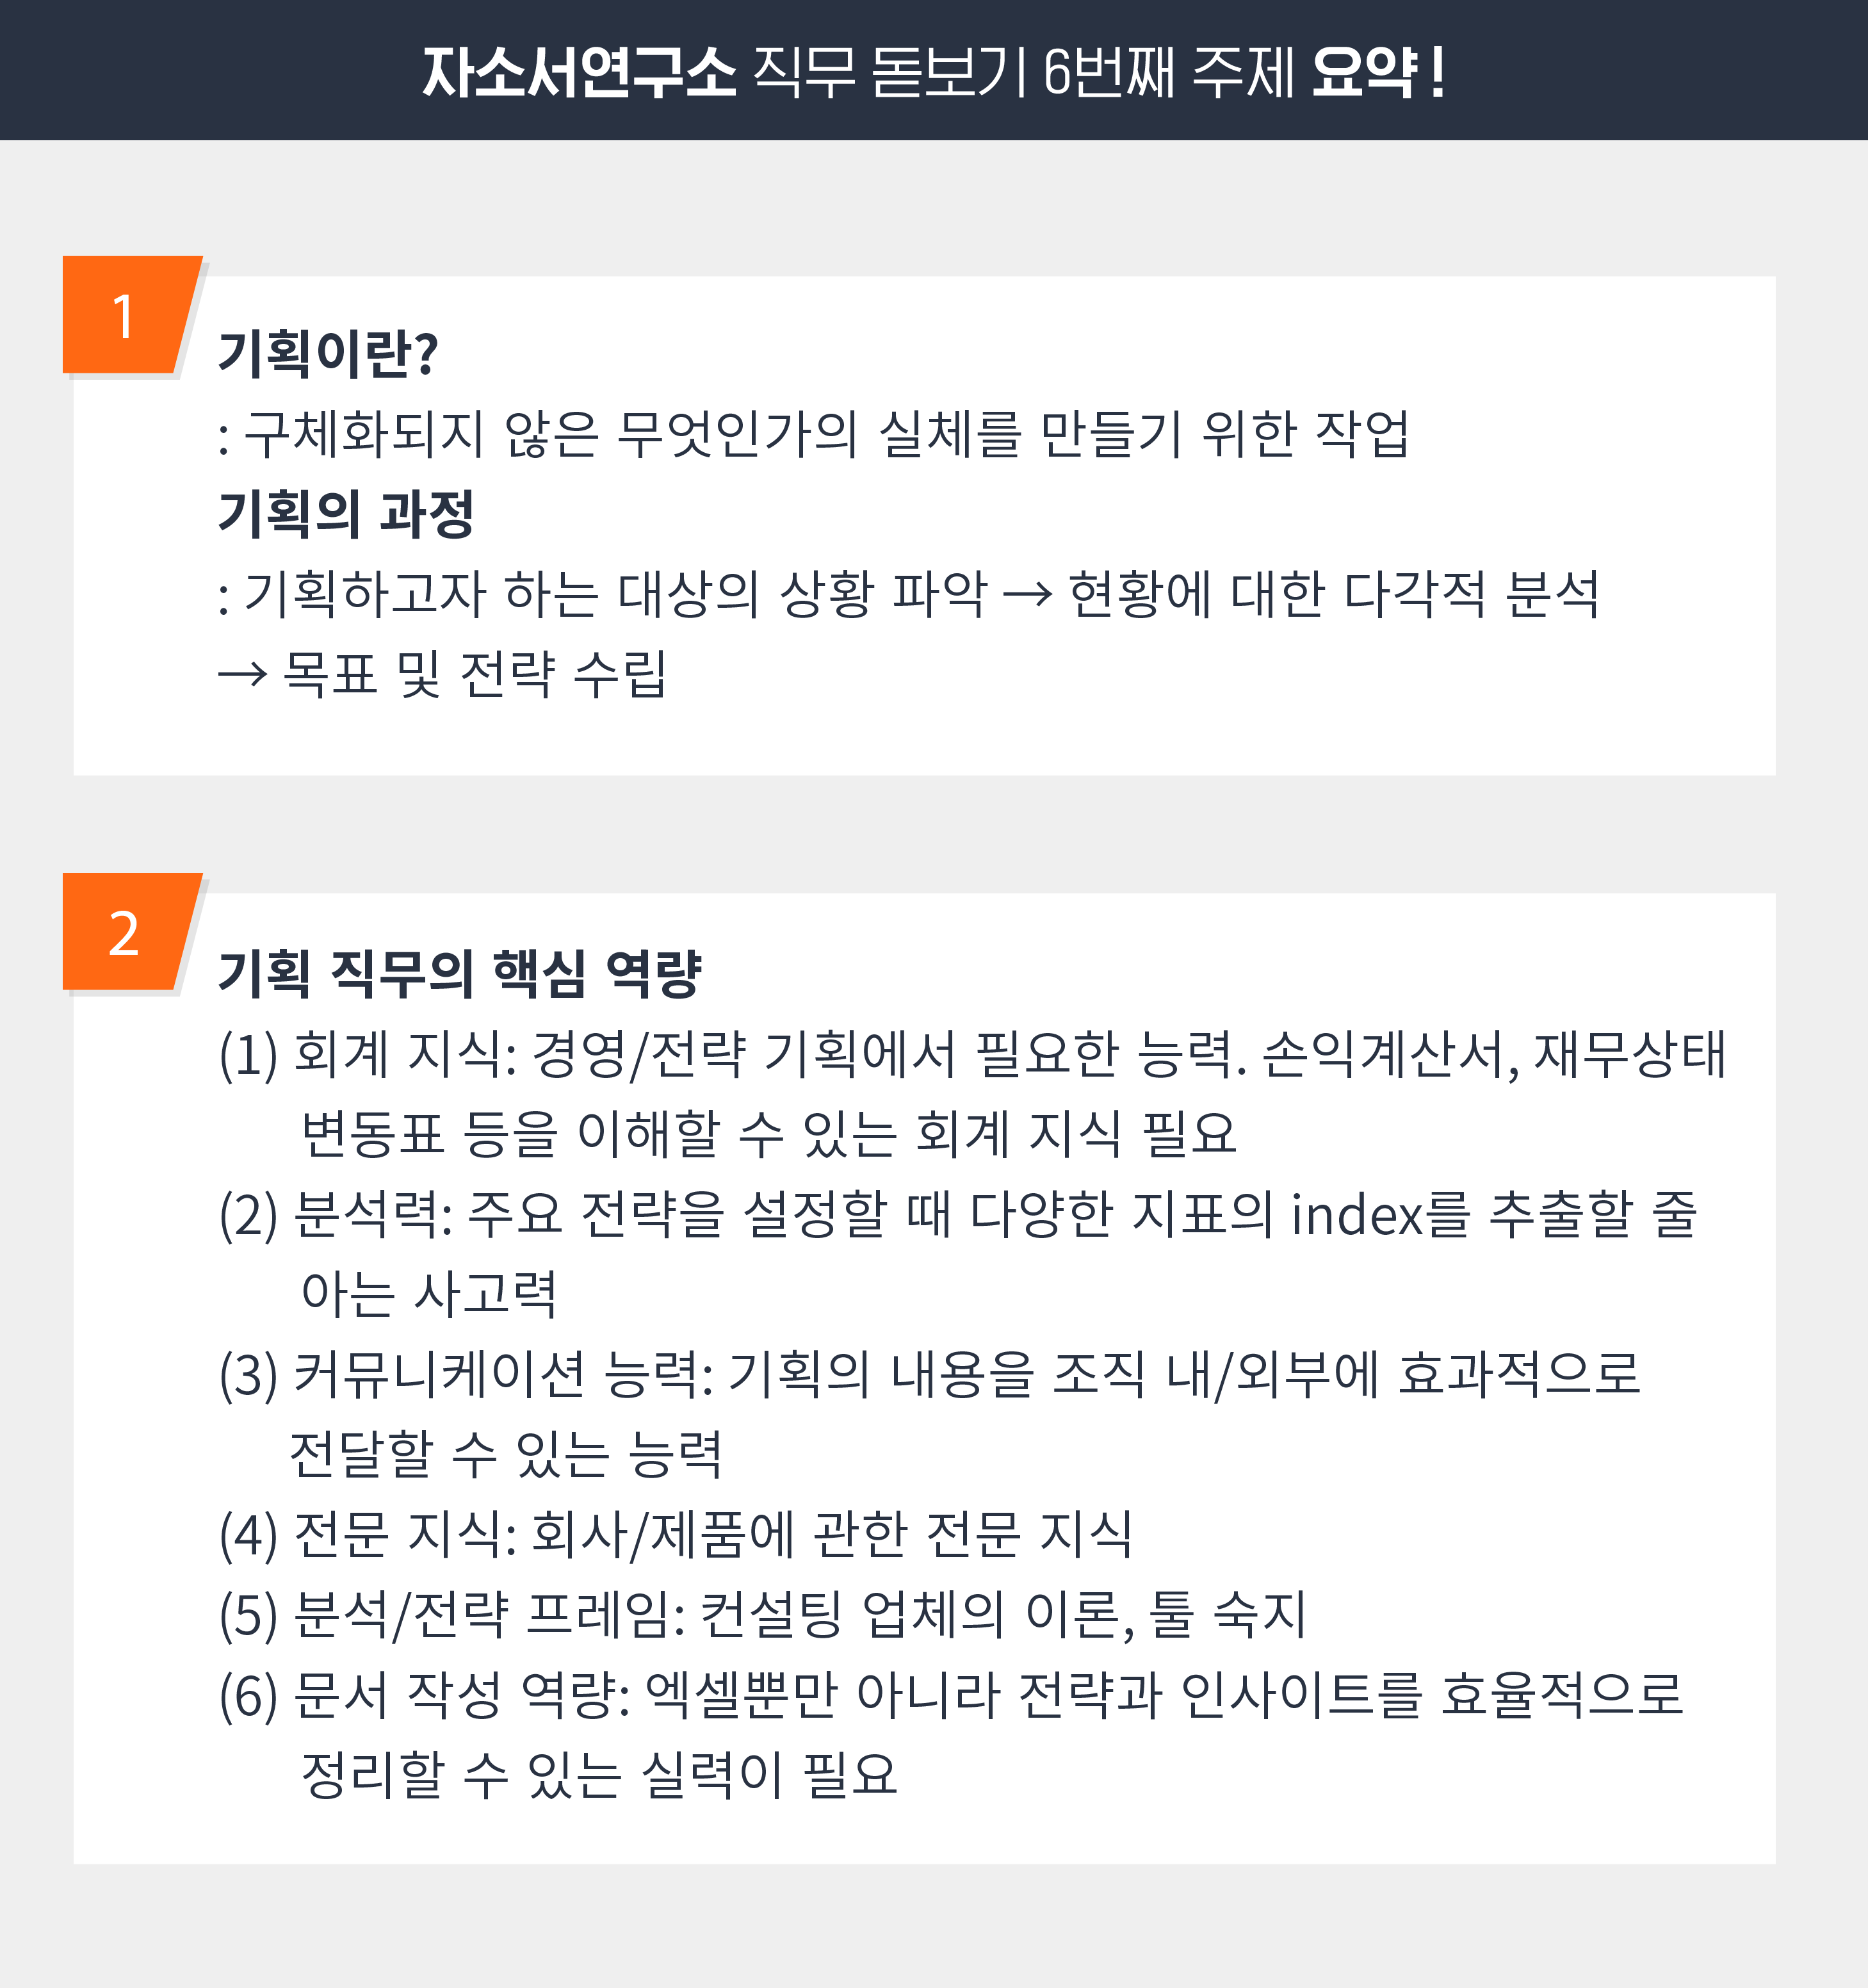 자소서연구소 직무 돋보기 6번째 주제 요약!
1
기획이란?
: 구체화되지 않은 무엇인가의 실체를 만들기 위한 작업
기획의 과정
: 기획하고자 하는 대상의 상황 파악 → 현황에 대한 다각적 분석
→ 목표 및 전략 수립
2
기획 직무의 핵심 역량
(1) 회계 지식: 경영/전략 기획에서 필요한 능력. 손익계산서, 재무상태
변동표 등을 이해할 수 있는 회계 지식 필요
(2) 분석력: 주요 전략을 설정할 때 다양한 지표의 index를 추출할 줄
아는 사고력
(3) 커뮤니케이션 능력: 기획의 내용을 조직 내/외부에 효과적으로
전달할 수 있는 능력
(4) 전문 지식: 회사/제품에 관한 전문 지식
(5) 분석/전략 프레임: 컨설팅 업체의 이론, 툴 숙지
(6) 문서 작성 역량: 엑셀뿐만 아니라 전략과 인사이트를 효율적으로
정리할 수 있는 실력이 필요